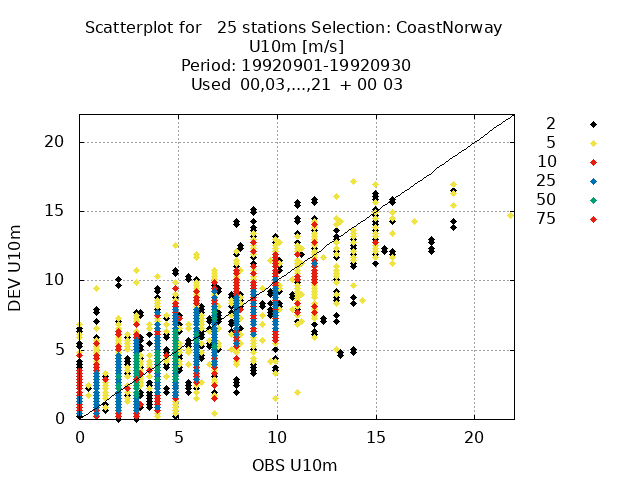 Scatterplot for   25 stations Selection: CoastNorway
U10m [m/s]
Period: 19920901-19920930
Used  00,03,...,21  + 00 03
2
5
10
25
50
75
20
15
10
5
0
DEV U10m
0
5
10
15
20
OBS U10m